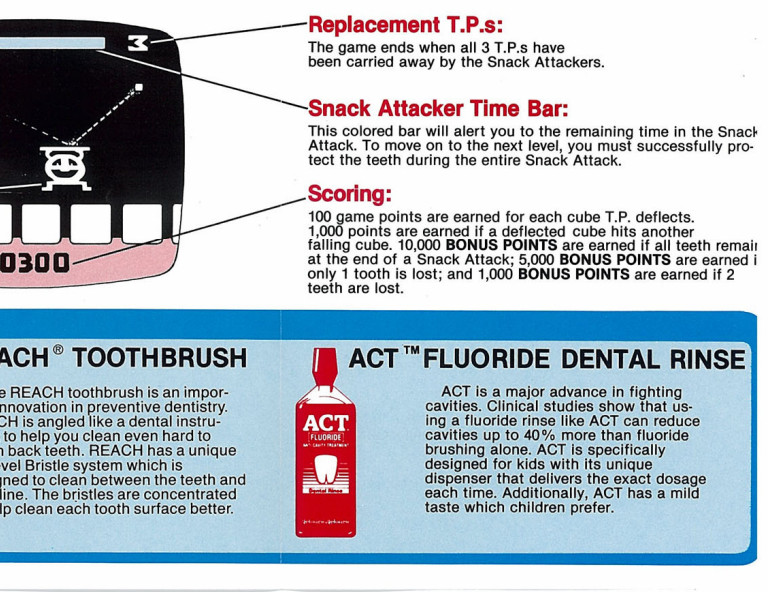 Replacement T.P.s:
The game ends when all 3 T.P.s have
been carried away by the Snack Attackers.
3
Snack Attacker Time Bar:
This colored bar will alert you to the remaining time in the Snack
Attack. To move on to the next level, you must successfully pro-
tect the teeth during the entire Snack Attack.
Scoring:
100 game points are earned for each cube T.P. deflects.
1,000 points are earned if a deflected cube hits another
falling cube. 10,000 BONUS POINTS are earned if all teeth remain
at the end of a Snack Attack; 5,000 BONUS POINTS are earned i
only 1 tooth is lost; and 1,000 BONUS POINTS are earned if 2
teeth are lost.
0300
ACH® TOOTHBRUSH
e REACH toothbrush is an impor-
nnovation in preventive dentistry.
CH is angled like a dental instru-
to help you clean even hard to
h back teeth. REACH has a unique
evel Bristle system which is
gned to clean between the teeth and
line. The bristles are concentrated
lp clean each tooth surface better.
ACT™ FLUORIDE DENTAL RINSE
ACT is a major advance in fighting
cavities. Clinical studies show that us-
ing a fluoride rinse like ACT can reduce
cavities up to 40% more than fluoride
brushing alone. ACT is specifically
designed for kids with its unique
dispenser that delivers the exact dosage
each time. Additionally, ACT has a mild
taste which children prefer.
ACT
FLUORIDE
ANTI-CAVITY TREATMENT
Dental Rinse
Johnson & Johnson